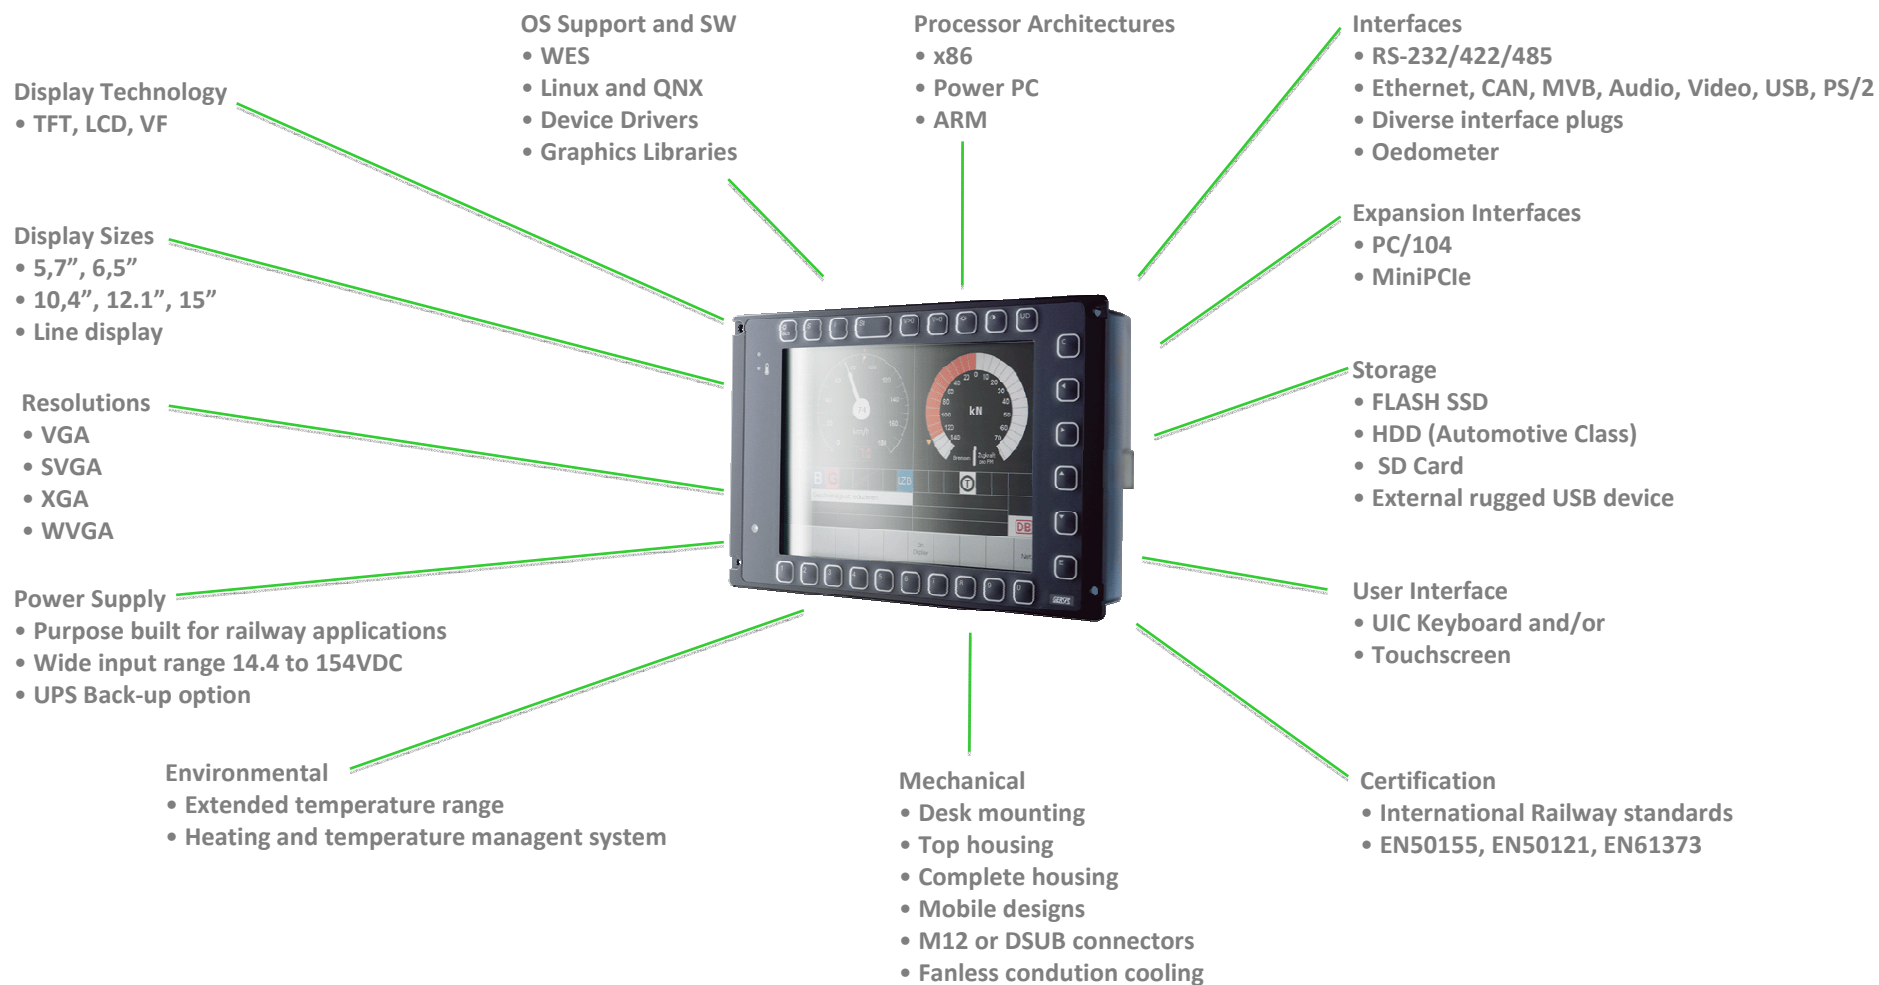 OS Support and SW
• WES
• Linux and QNX
• Device Drivers
• Graphics Libraries
Processor Architectures
• x86
• Power PC
• ARM
Interfaces
• RS-232/422/485
• Ethernet, CAN, MVB, Audio, Video, USB, PS/2
• Diverse interface plugs
• Oedometer
Display Technology
• TFT, LCD, VF
Expansion Interfaces
• PC/104
• MiniPCIe
Display Sizes
• 5,7”, 6,5”
• 10,4”, 12.1”, 15”
• Line display
Storage
• FLASH SSD
• HDD (Automotive Class)
• SD Card
• External rugged USB device
Resolutions
• VGA
• SVGA
• XGA
• WVGA
kN
B G
LZB
T
DB
User Interface
• UIC Keyboard and/or
• Touchscreen
Power Supply
• Purpose built for railway applications
• Wide input range 14.4 to 154VDC
• UPS Back-up option
Environmental
• Extended temperature range
• Heating and temperature managent system
Mechanical
• Desk mounting
• Top housing
• Complete housing
• Mobile designs
• M12 or DSUB connectors
• Fanless condution cooling
Certification
• International Railway standards
• EN50155, EN50121, EN61373